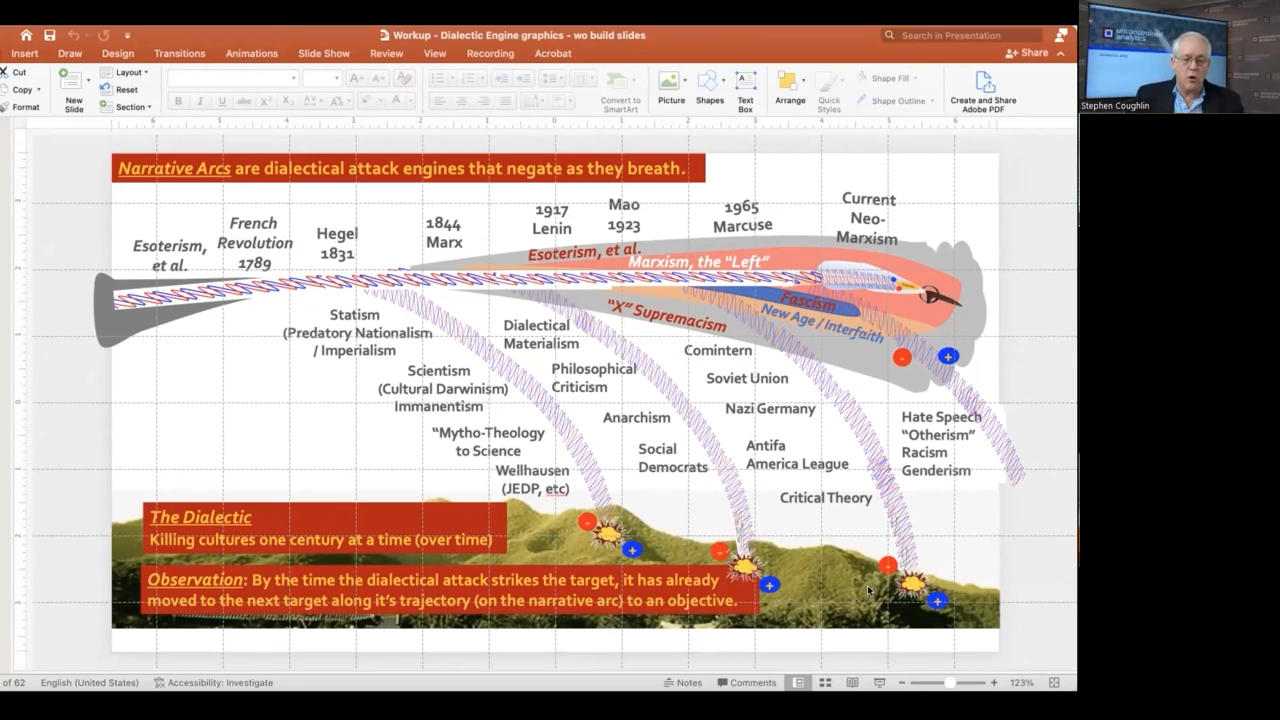 Workup - Dialectic Engine graphics - wo build slides
Search in Presentation
Insert Draw Design Transitions Animations Slide Show Review View Recording Acrobat
Share
Cut
Copy
Format
New
Slide
Layout
Reset
Section
Convert to
SmartArt
Picture
Shapes
Text
Box
Arrange
Quick
Styles
Shape Fill
Shape Outline
Create and Share
Adobe PDF
unconstrained
analytics
Stephen Coughlin
Narrative Arcs are dialectical attack engines that negate as they breath.
Esoterism,
et al.
French
Revolution
1789
Hegel
1831
1844
Marx
1917
Lenin
Mao
1923
1965
Marcuse
Current
Neo-
Marxism
Esoterism, et al.
Marxism, the “Left”
“X” Supremacism
Fascism
New Age / Interfaith
Statism
(Predatory Nationalism
/ Imperialism
Scientism
(Cultural Darwinism)
Immanentism
“Mytho-Theology
to Science
Wellhausen
(JEDP, etc)
Dialectical
Materialism
Philosophical
Criticism
Anarchism
Social
Democrats
Comintern
Soviet Union
Nazi Germany
Antifa
America League
Critical Theory
Hate Speech
“Otherism”
Racism
Genderism
- +
- +
- +
- +
The Dialectic
Killing cultures one century at a time (over time)
Observation: By the time the dialectical attack strikes the target, it has already
moved to the next target along it’s trajectory (on the narrative arc) to an objective.
of 62 English (United States) Accessibility: Investigate
Notes Comments 123%